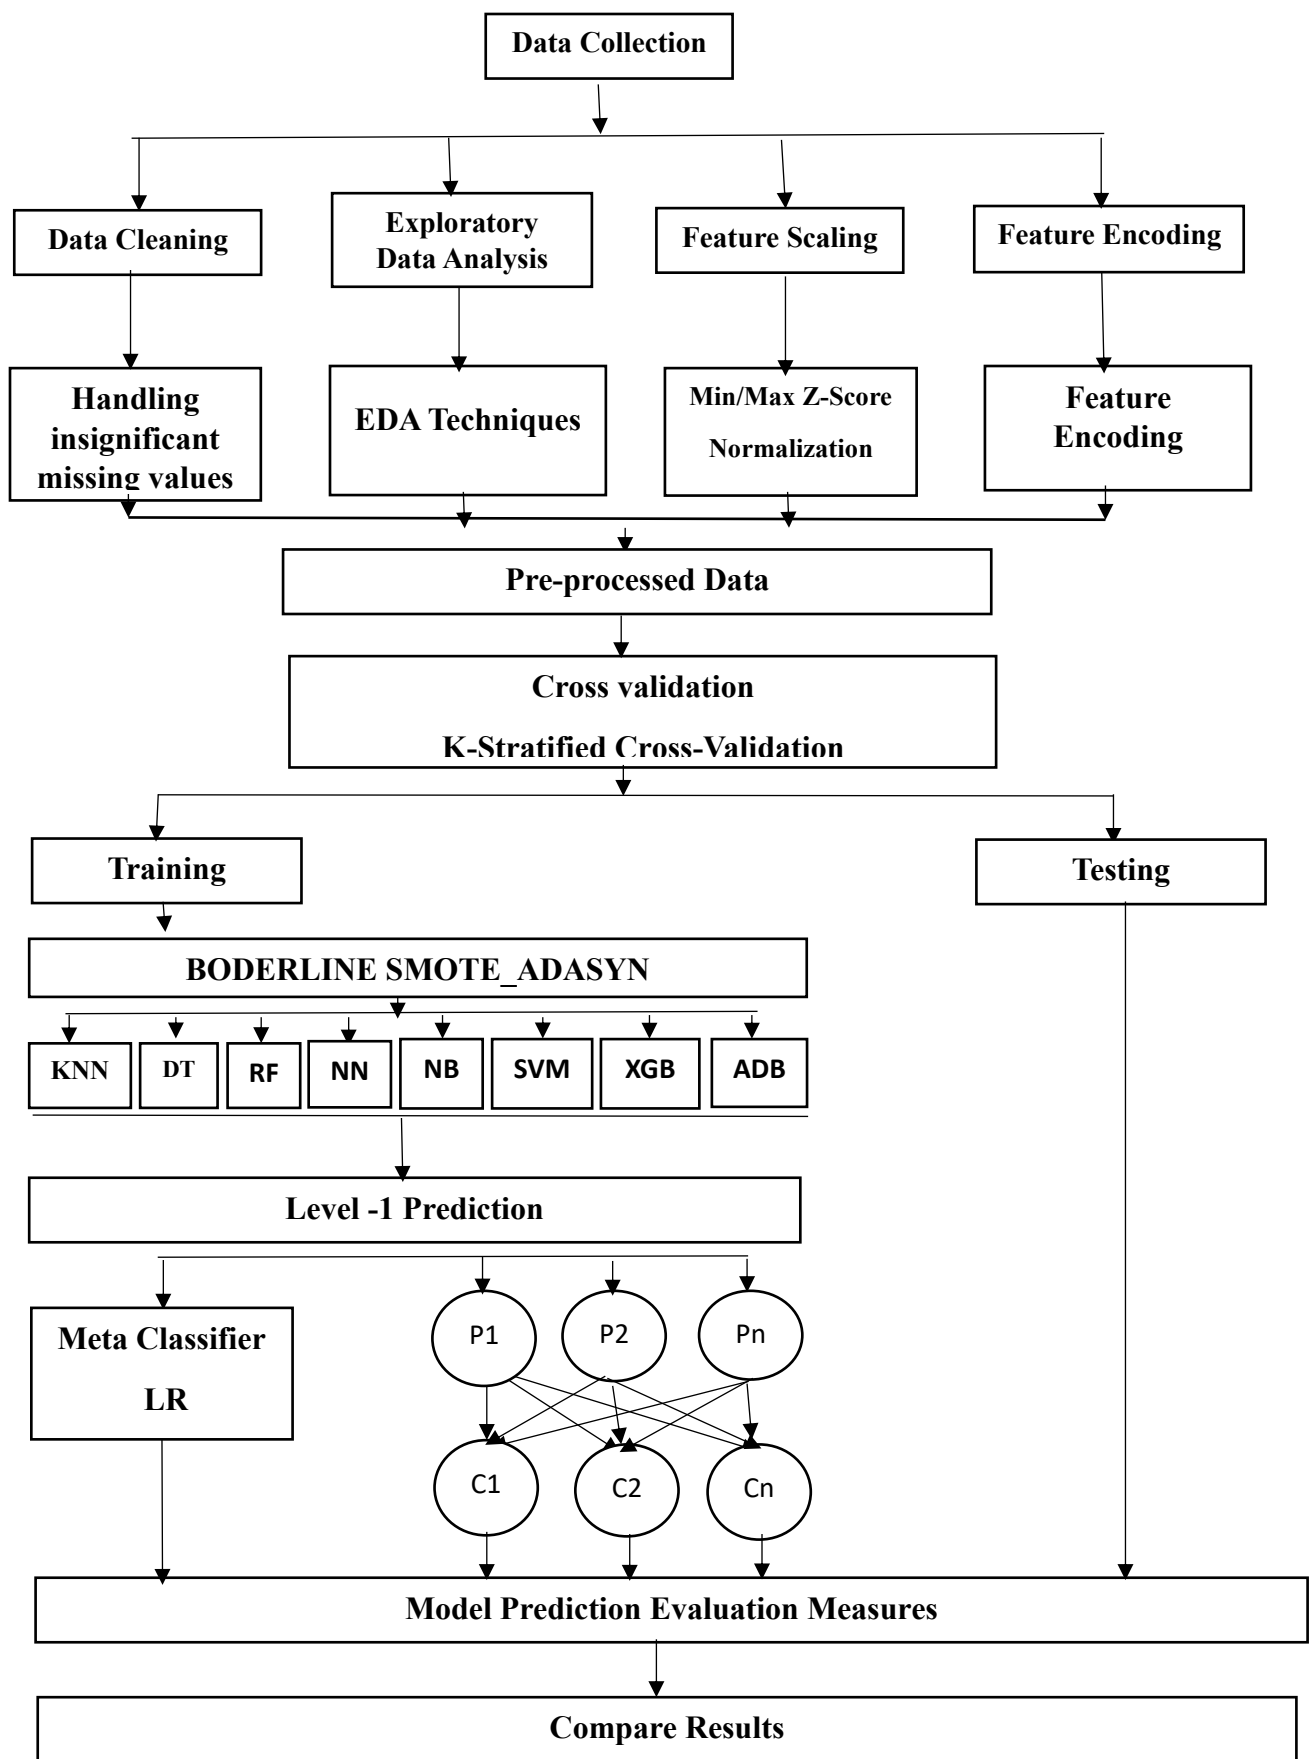 Data Collection
Data Cleaning
Exploratory
Data Analysis
Feature Scaling
Feature Encoding
Handling
insignificant
missing values
EDA Techniques
Min/Max Z-Score
Normalization
Feature
Encoding
Pre-processed Data
Cross validation
K-Stratified Cross-Validation
Training
Testing
BODERLINE SMOTE_ADASYN
KNN
DT
RF
NN
NB
SVM
XGB
ADB
Level -1 Prediction
Meta Classifier
LR
P1
P2
Pn
C1
C2
Cn
Model Prediction Evaluation Measures
Compare Results